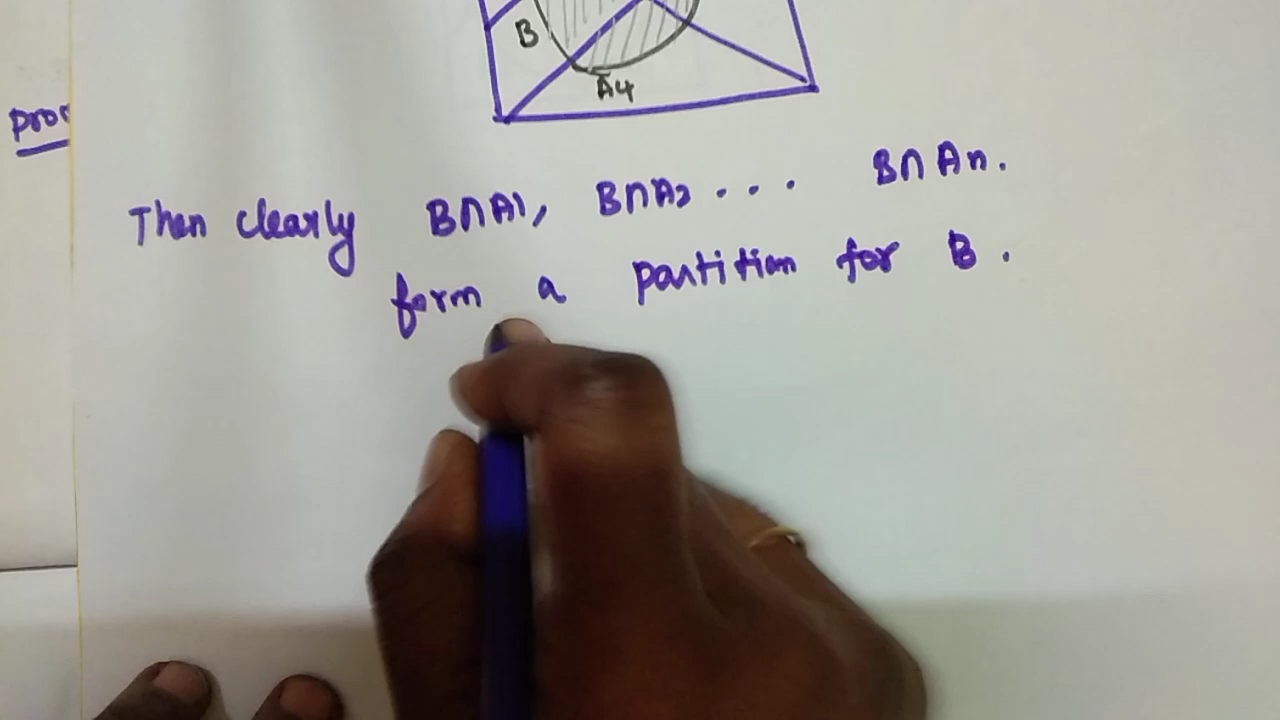 B
A4
Then clearly B∩A1, B∩A2 . . . B∩An.
form a partition for B.